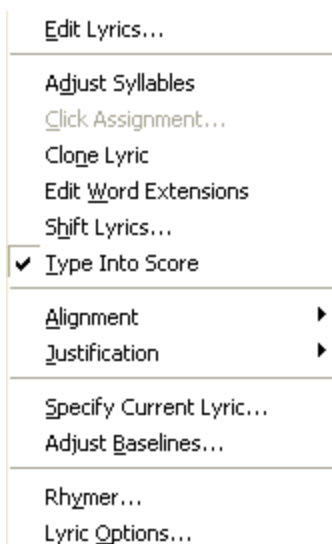 Edit Lyrics...
Adjust Syllables
Click Assignment...
Clone Lyric
Edit Word Extensions
Shift Lyrics...
Type Into Score
Alignment
Justification
Specify Current Lyric...
Adjust Baselines...
Rhymer...
Lyric Options...